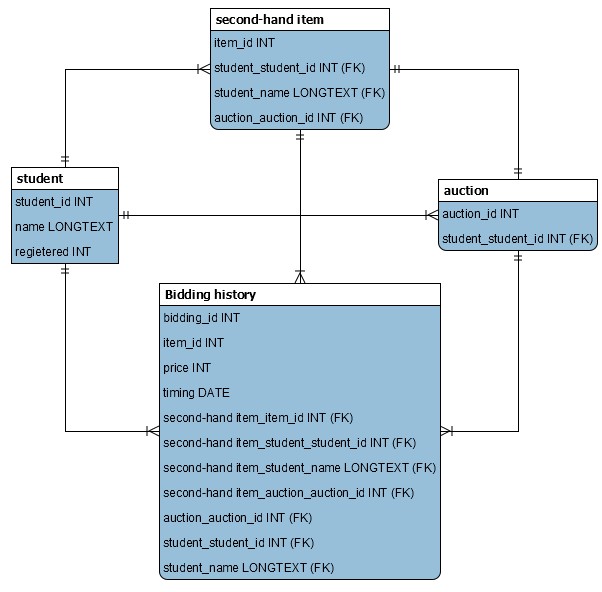 second-hand item
item_id INT
student_student_id INT (FK)
student_name LONGTEXT (FK)
auction_auction_id INT (FK)
student
student_id INT
name LONGTEXT
regietered INT
auction
auction_id INT
student_student_id INT (FK)
Bidding history
bidding_id INT
item_id INT
price INT
timing DATE
second-hand item_item_id INT (FK)
second-hand item_student_student_id INT (FK)
second-hand item_student_name LONGTEXT (FK)
second-hand item_auction_auction_id INT (FK)
auction_auction_id INT (FK)
student_student_id INT (FK)
student_name LONGTEXT (FK)